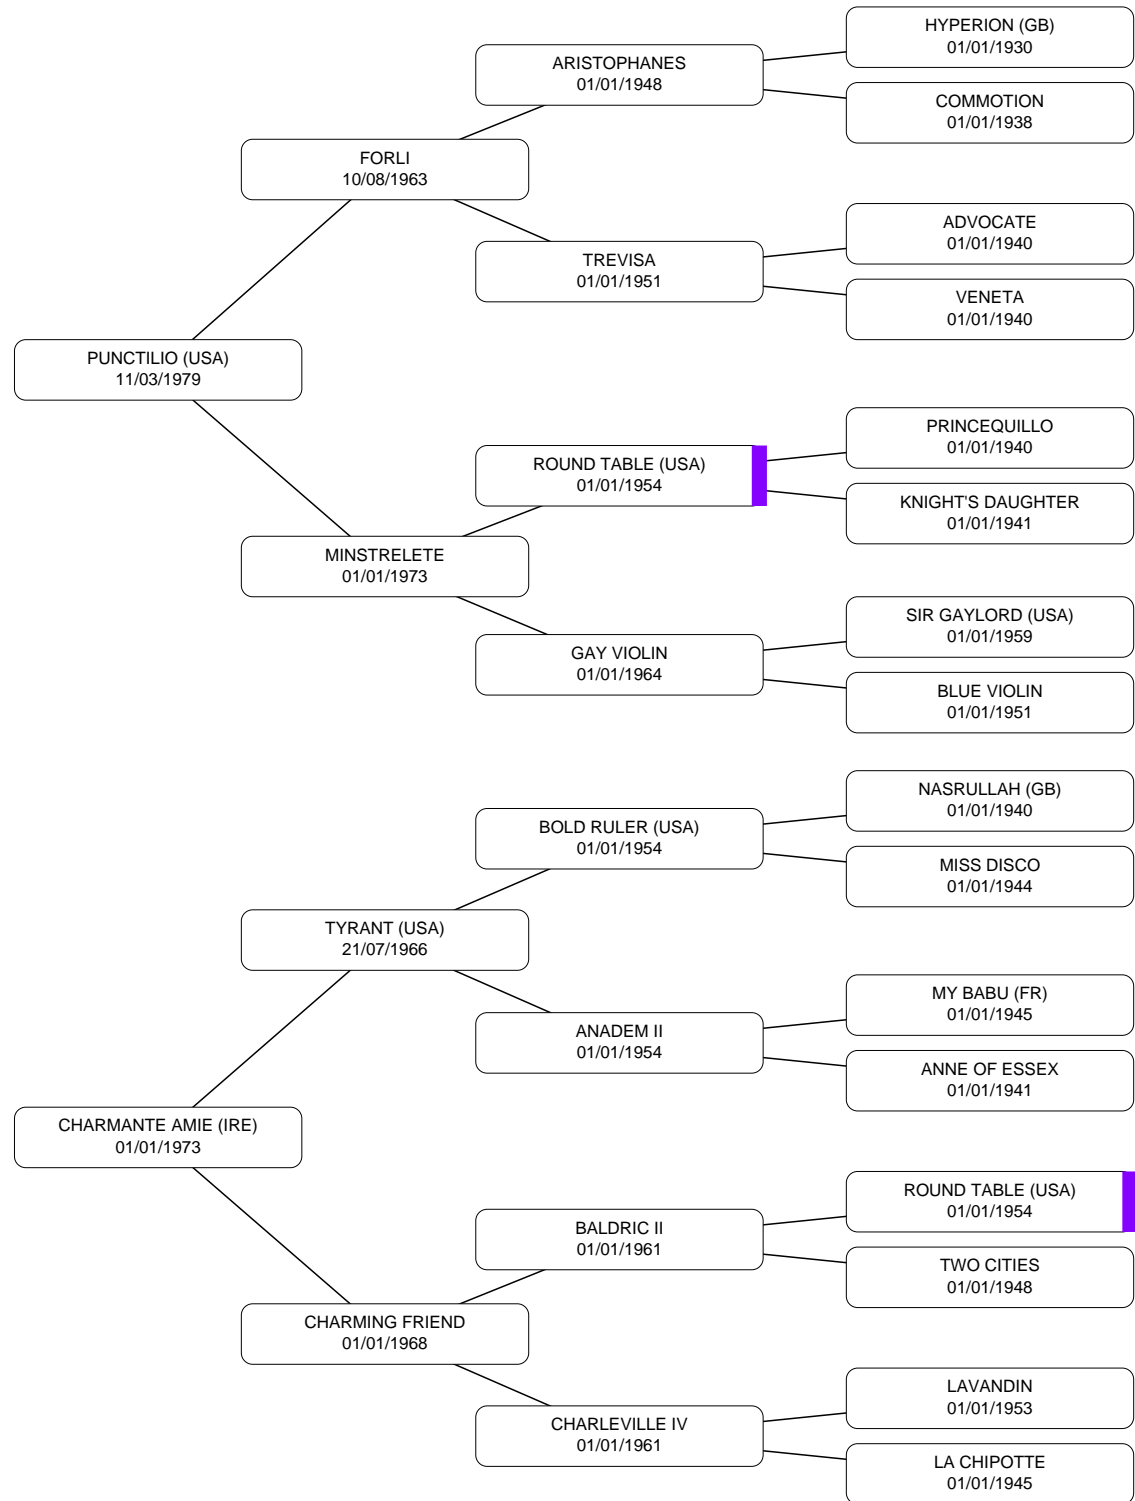 HYPERION (GB)
01/01/1930
ARISTOPHANES
01/01/1948
COMMOTION
01/01/1938
FORLI
10/08/1963
ADVOCATE
01/01/1940
TREVISA
01/01/1951
VENETA
01/01/1940
PUNCTILIO (USA)
11/03/1979
PRINCEQUILLO
01/01/1940
ROUND TABLE (USA)
01/01/1954
KNIGHT'S DAUGHTER
01/01/1941
MINSTRELETE
01/01/1973
SIR GAYLORD (USA)
01/01/1959
GAY VIOLIN
01/01/1964
BLUE VIOLIN
01/01/1951
NASRULLAH (GB)
01/01/1940
BOLD RULER (USA)
01/01/1954
MISS DISCO
01/01/1944
TYRANT (USA)
21/07/1966
MY BABU (FR)
01/01/1945
ANADEM II
01/01/1954
ANNE OF ESSEX
01/01/1941
CHARMANTE AMIE (IRE)
01/01/1973
ROUND TABLE (USA)
01/01/1954
BALDRIC II
01/01/1961
TWO CITIES
01/01/1948
CHARMING FRIEND
01/01/1968
LAVANDIN
01/01/1953
CHARLEVILLE IV
01/01/1961
LA CHIPOTTE
01/01/1945